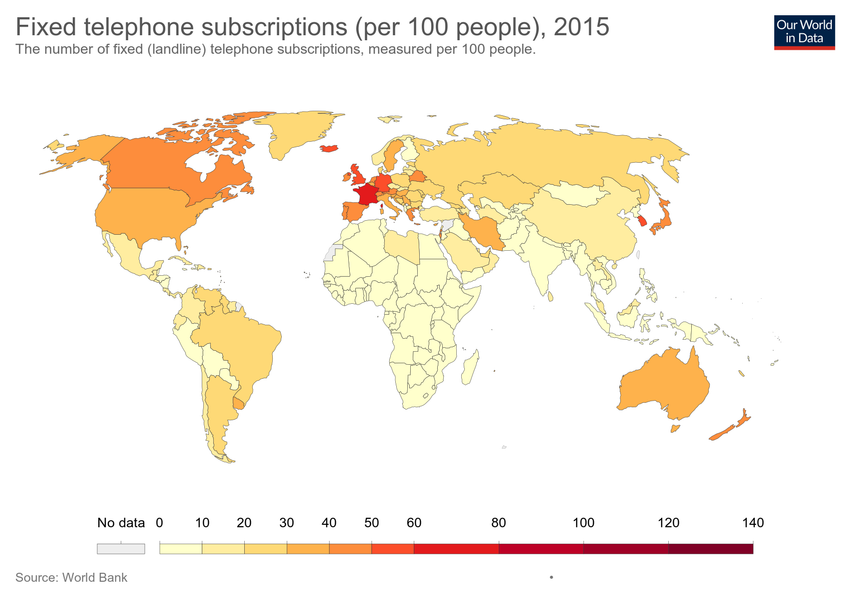 Fixed telephone subscriptions (per 100 people), 2015
The number of fixed (landline) telephone subscriptions, measured per 100 people.
Our World
in Data
No data 0 10 20 30 40 50 60 80 100 120 140
Source: World Bank